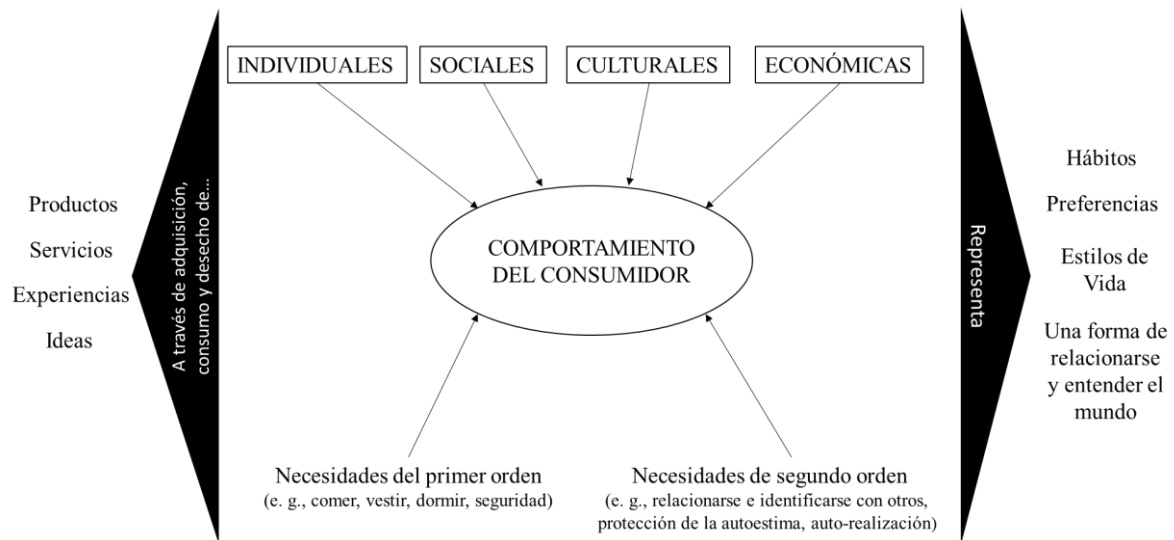 INDIVIDUALES
SOCIALES
CULTURALES
ECONÓMICAS
Productos
Servicios
Experiencias
Ideas
A través de adquisición,
consumo y desecho de...
COMPORTAMIENTO
DEL CONSUMIDOR
Representa
Hábitos
Preferencias
Estilos de
Vida
Una forma de
relacionarse
y entender el
mundo
Necesidades del primer orden
(e. g., comer, vestir, dormir, seguridad)
Necesidades de segundo orden
(e. g., relacionarse e identificarse con otros,
protección de la autoestima, auto-realización)